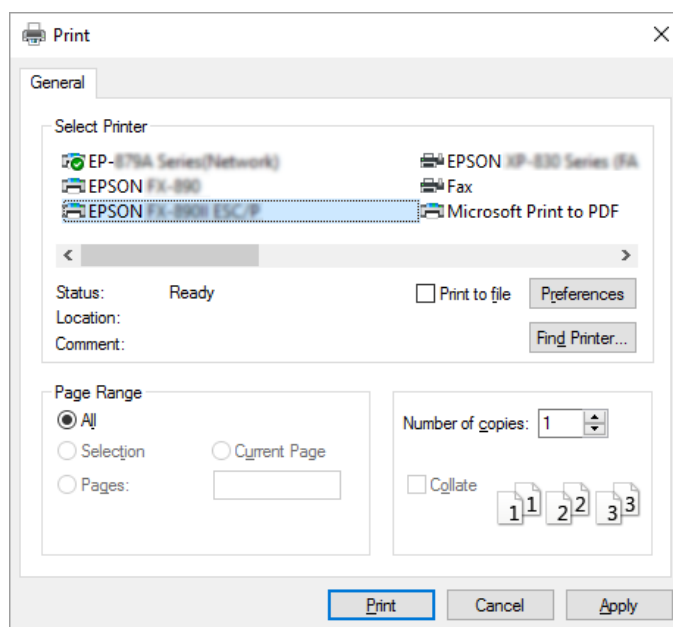 Print
General
Select Printer
EP-
EPSON
EPSON
EPSON
Fax
Microsoft Print to PDF
Status: Ready
Location:
Comment:
Print to file
Preferences
Find Printer...
Page Range
All
Selection
Current Page
Pages:
Number of copies: 1
Collate
1 1 2 2 3 3
Print Cancel Apply